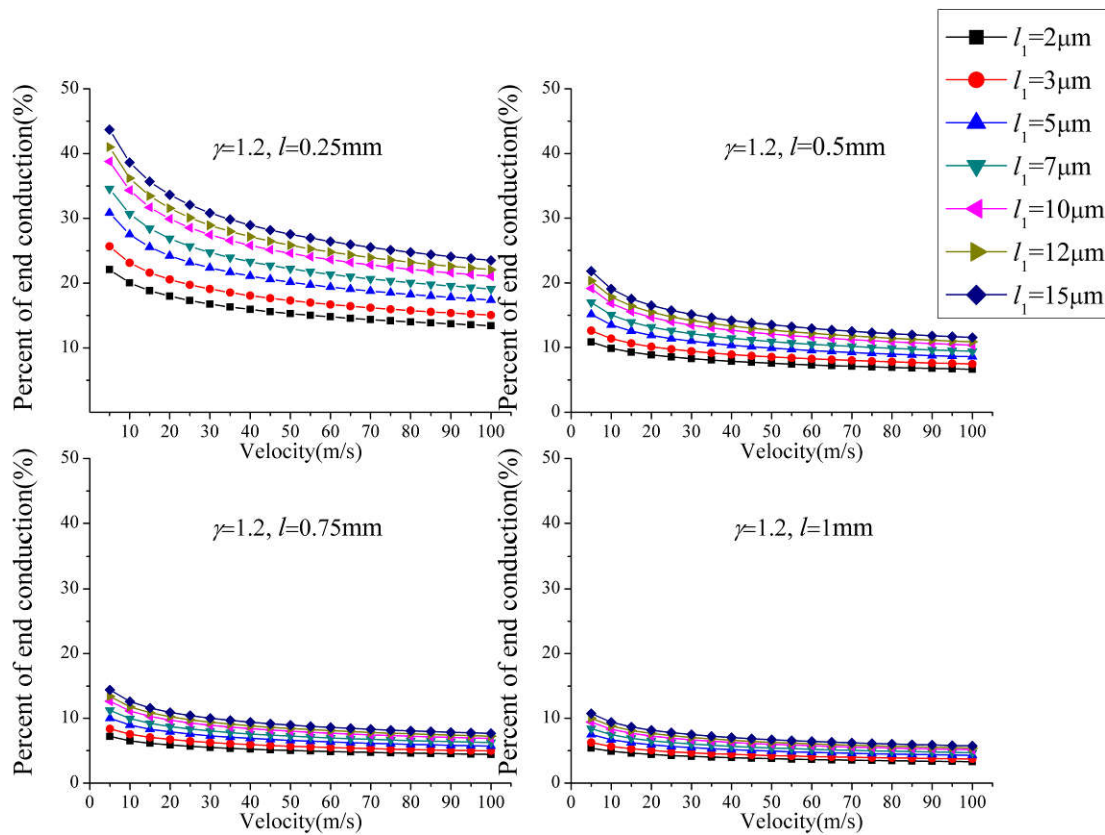 l₁=2μm
l₁=3μm
l₁=5μm
l₁=7μm
l₁=10μm
l₁=12μm
l₁=15μm
Percent of end conduction(%)
50
40
30
20
10
γ=1.2, l=0.25mm
10 20 30 40 50 60 70 80 90 100
Velocity(m/s)
Percent of end conduction(%)
50
40
30
20
10
0
γ=1.2, l=0.5mm
0 10 20 30 40 50 60 70 80 90 100
Velocity(m/s)
Percent of end conduction(%)
50
40
30
20
10
0
γ=1.2, l=0.75mm
0 10 20 30 40 50 60 70 80 90 100
Velocity(m/s)
Percent of end conduction(%)
50
40
30
20
10
0
γ=1.2, l=1mm
0 10 20 30 40 50 60 70 80 90 100
Velocity(m/s)